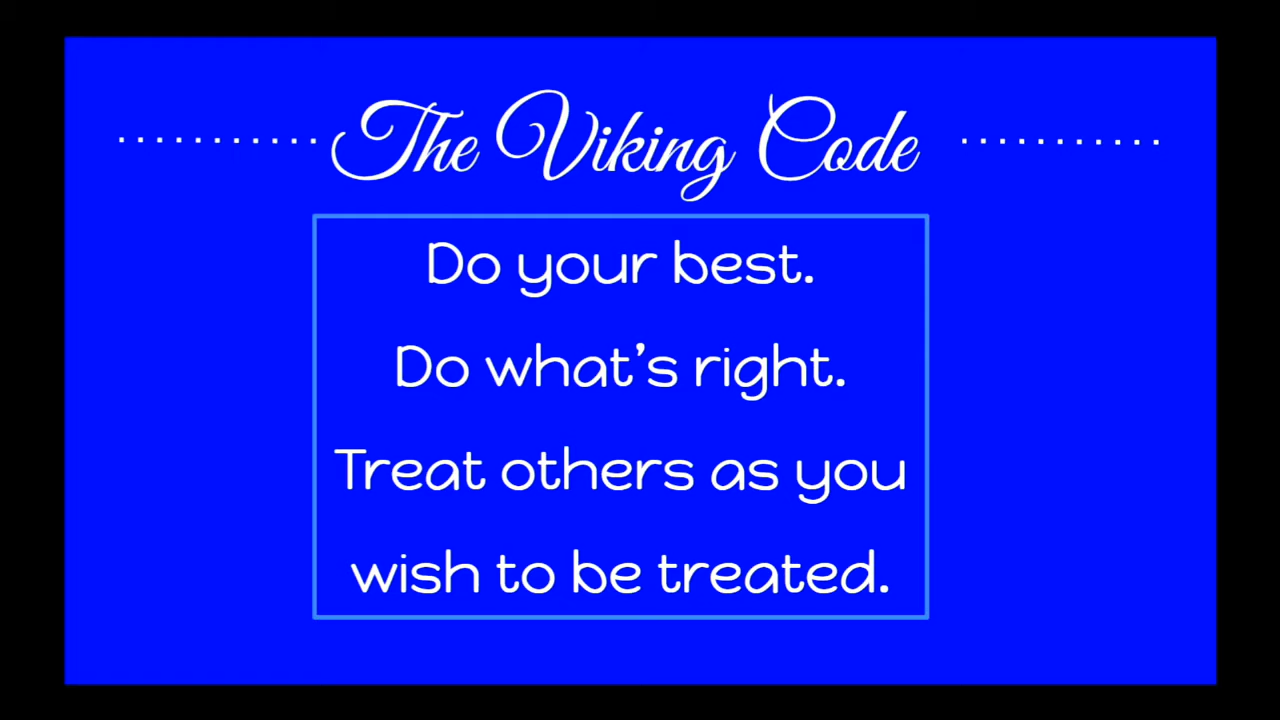 The Viking Code
Do your best.
Do what’s right.
Treat others as you
wish to be treated.